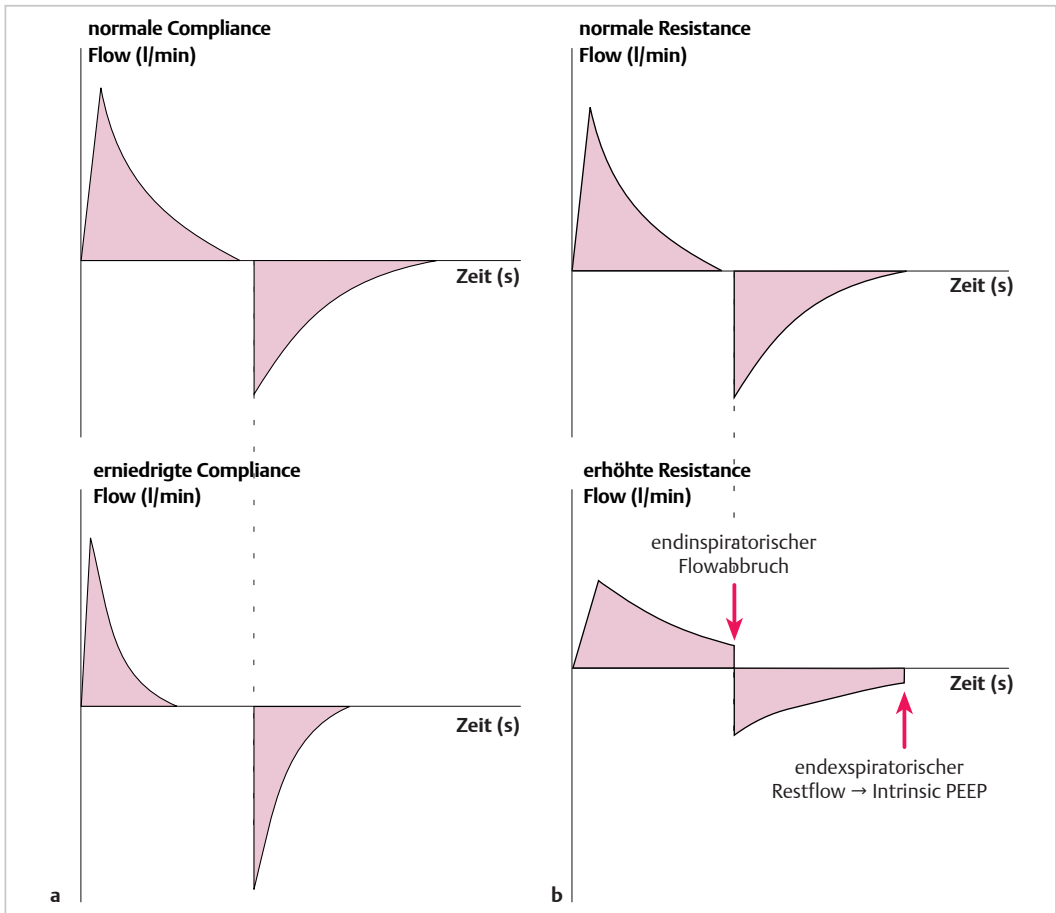 normale Compliance
Flow (l/min)
Zeit (s)
erniedrigte Compliance
Flow (l/min)
Zeit (s)
a
normale Resistance
Flow (l/min)
Zeit (s)
erhöhte Resistance
Flow (l/min)
endinspiratorischer
Flowabbruch
Zeit (s)
endexspiratorischer
Restflow → Intrinsic PEEP
b